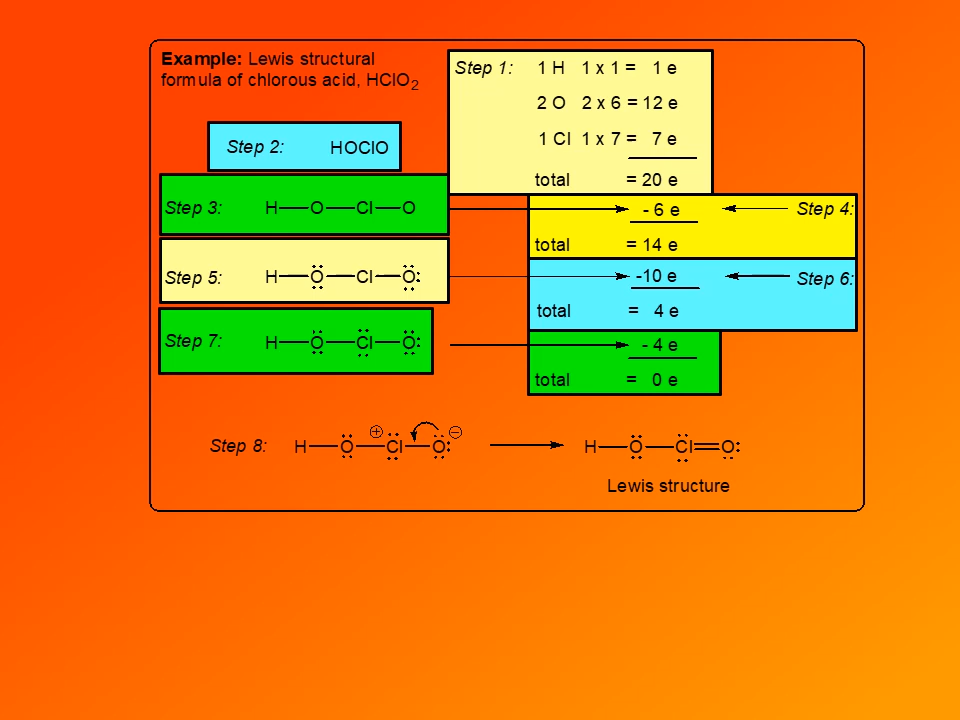 Example: Lewis structural
formula of chlorous acid, HClO2
Step 1: 1 H 1 x 1 = 1 e
2 O 2 x 6 = 12 e
1 Cl 1 x 7 = 7 e
total = 20 e
Step 2: HOClO
Step 3: H O Cl O
- 6 e Step 4:
total = 14 e
Step 5: H O Cl O
-10 e Step 6:
total = 4 e
Step 7: H O Cl O
- 4 e
total = 0 e
Step 8: H O + Cl O - H O Cl O
Lewis structure